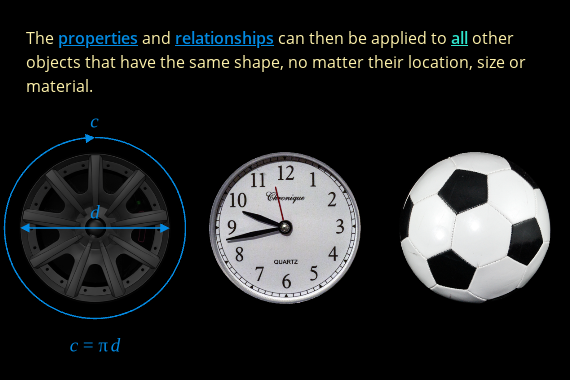 The properties and relationships can then be applied to all other
objects that have the same shape, no matter their location, size or
material.
c
d
c = π d
12
1
2
3
4
5
6
7
8
9
10
11
Chronique
QUARTZ